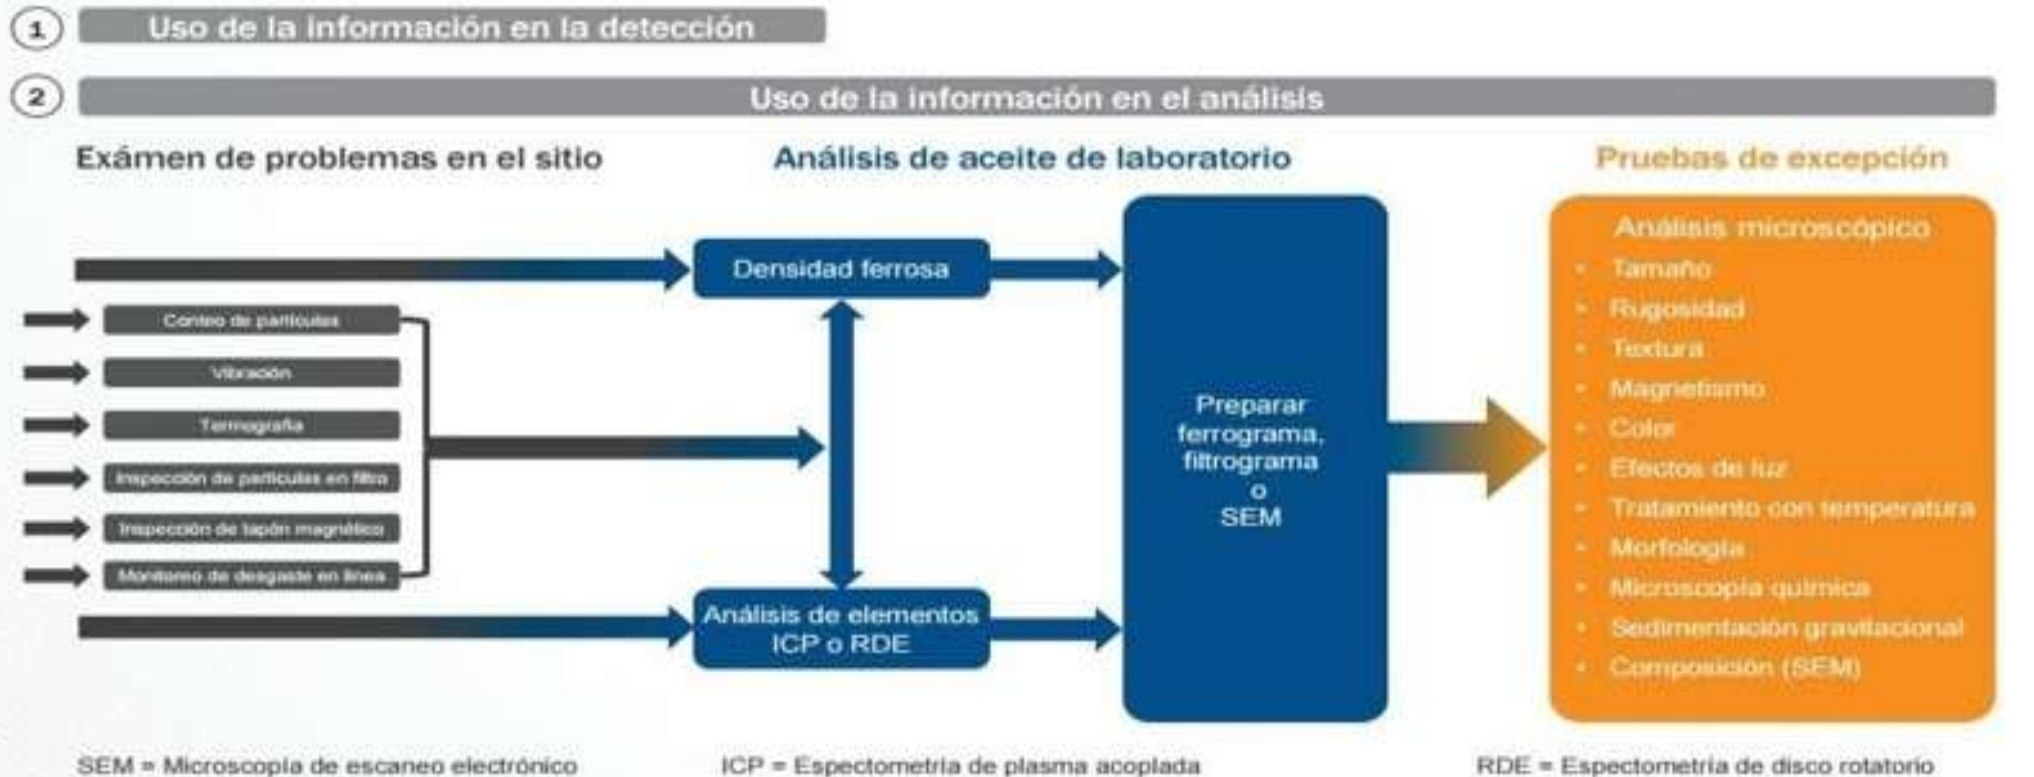 1 Uso de la información en la detección
2 Uso de la información en el análisis
Exámen de problemas en el sitio
Análisis de aceite de laboratorio
Pruebas de excepción
Densidad ferrosa
Conteo de partículas
Vibración
Termografía
Inspección de partículas en filtro
Inspección de tapón magnético
Monitoreo de desgaste en línea
Análisis de elementos
ICP o RDE
Preparar
ferrograma,
filtrograma
o
SEM
Análisis microscópico
• Tamaño
• Rugosidad
• Textura
• Magnetismo
• Color
• Efectos de luz
• Tratamiento con temperatura
• Morfología
• Microscopía química
• Sedimentación gravitacional
• Composición (SEM)
SEM = Microscopía de escaneo electrónico
ICP = Espectometría de plasma acoplada
RDE = Espectometría de disco rotatorio